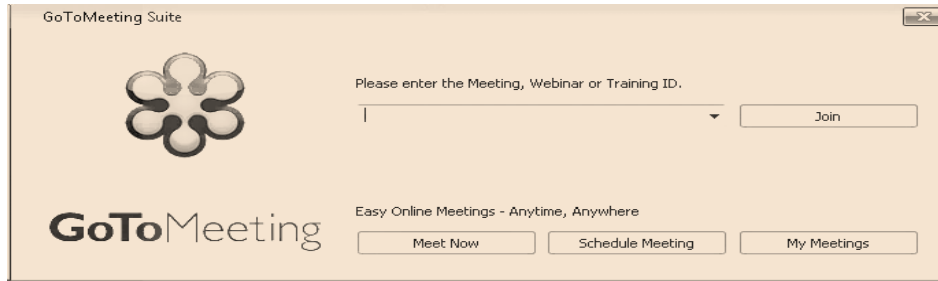 GoToMeeting Suite
Please enter the Meeting, Webinar or Training ID.
Join
GoToMeeting
Easy Online Meetings - Anytime, Anywhere
Meet Now
Schedule Meeting
My Meetings